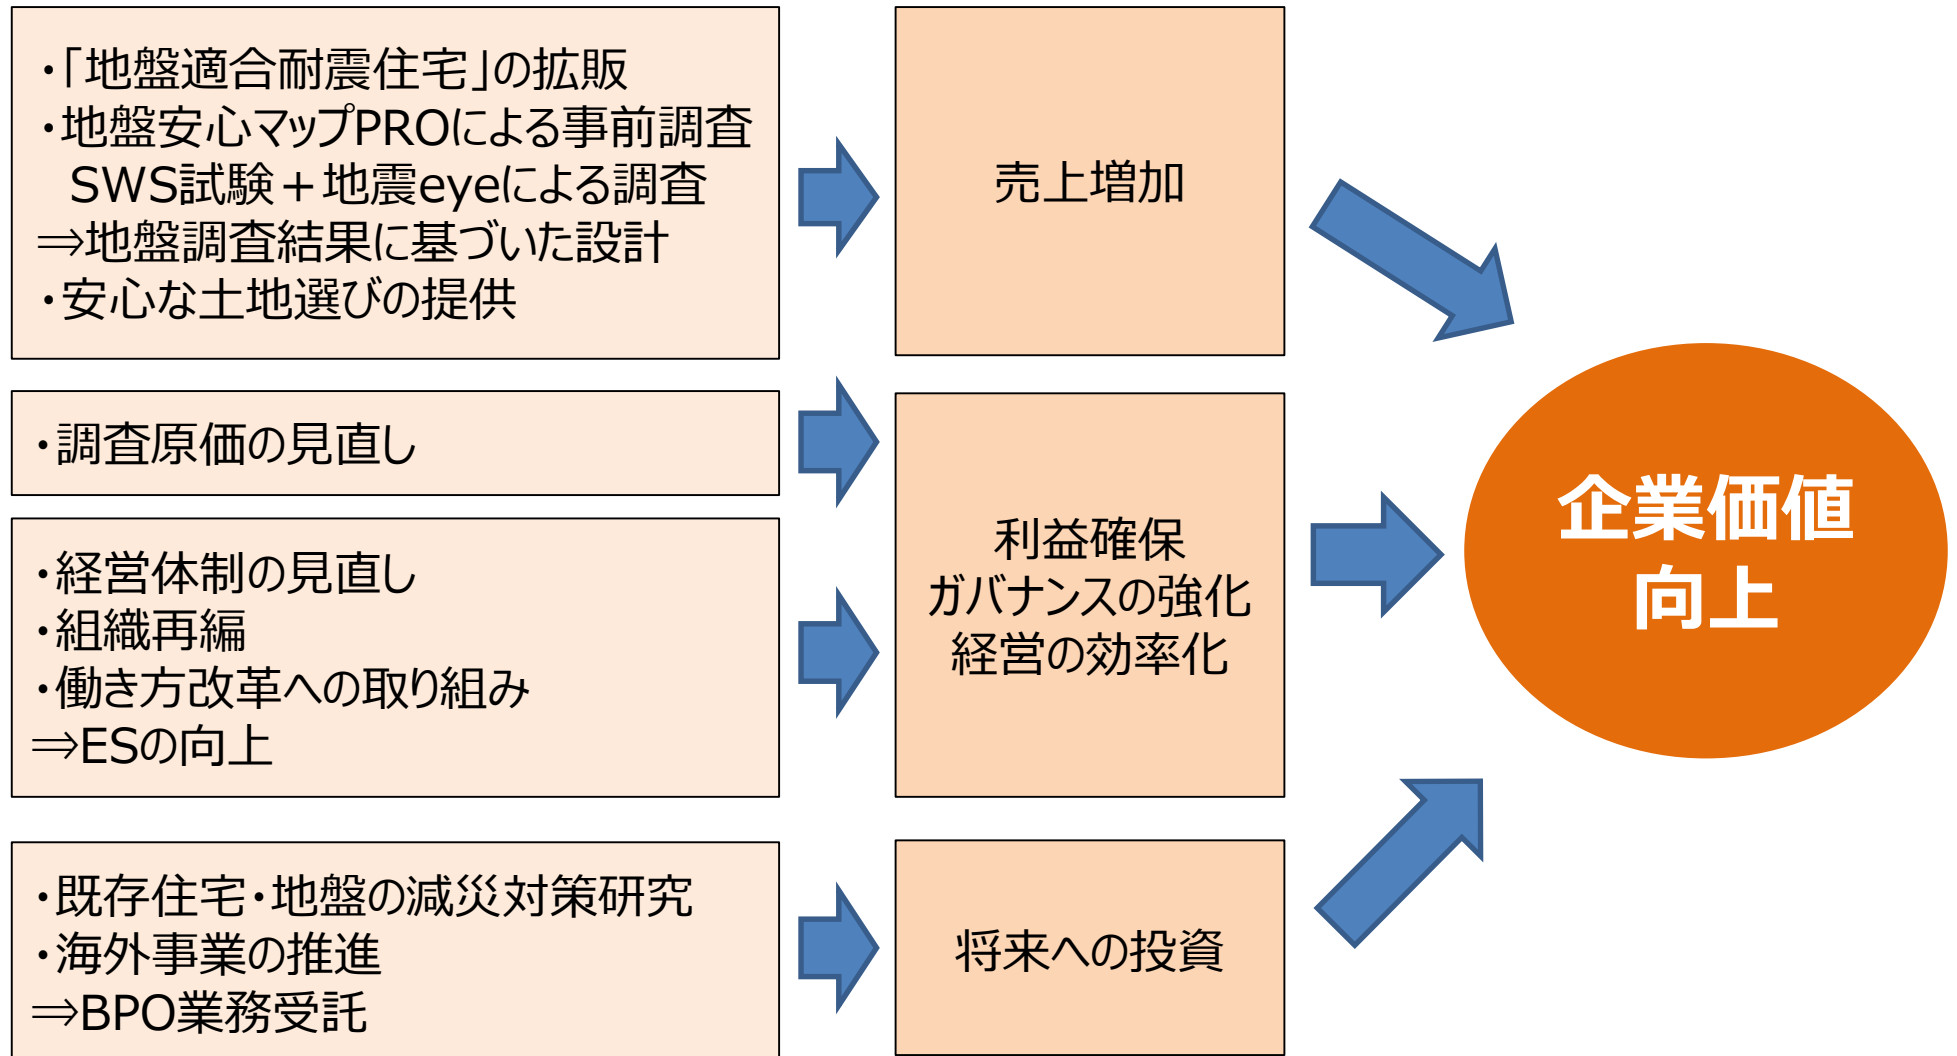 ・「地盤適合耐震住宅」の拡販
・地盤安心マップPROによる事前調査
SWS試験+地震eyeによる調査
⇒地盤調査結果に基づいた設計
・安心な土地選びの提供
売上増加
・調査原価の見直し
・経営体制の見直し
・組織再編
・働き方改革への取り組み
⇒ESの向上
利益確保
ガバナンスの強化
経営の効率化
・既存住宅・地盤の減災対策研究
・海外事業の推進
⇒BPO業務受託
将来への投資
企業価値
向上